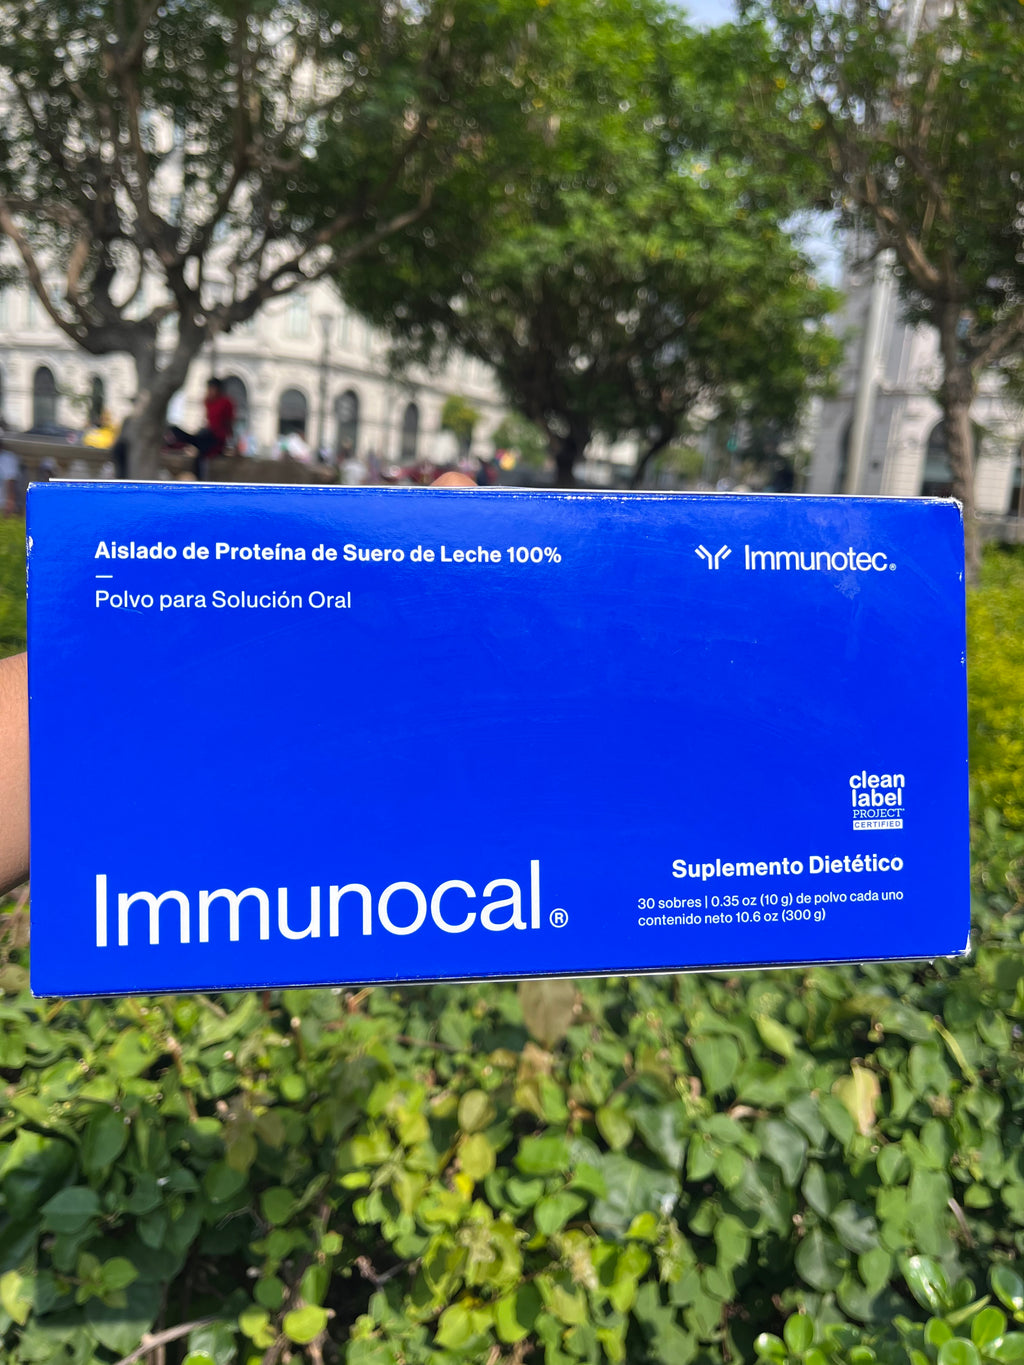 Aislado de Proteína de Suero de Leche 100%
Polvo para Solución Oral
Immunotec®
clean
label
PROJECT
CERTIFIED
Immunocal®
Suplemento Dietético
30 sobres | 0.35 oz (10 g) de polvo cada uno
contenido neto 10.6 oz (300 g)